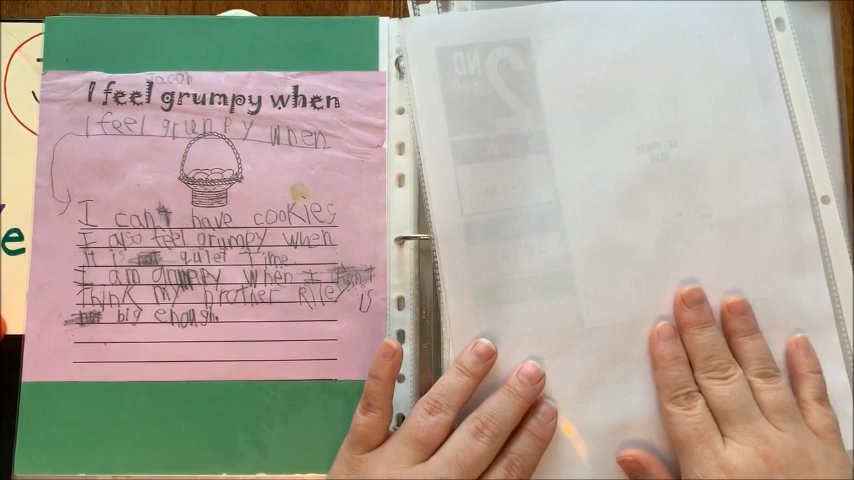 Jacob
I feel grumpy when
I feel grumpy when
I can't have cookies
I also feel grumpy when
It is quiet time.
I am grumpy when I
Think my brother Riley is
big enough.
2ND
e